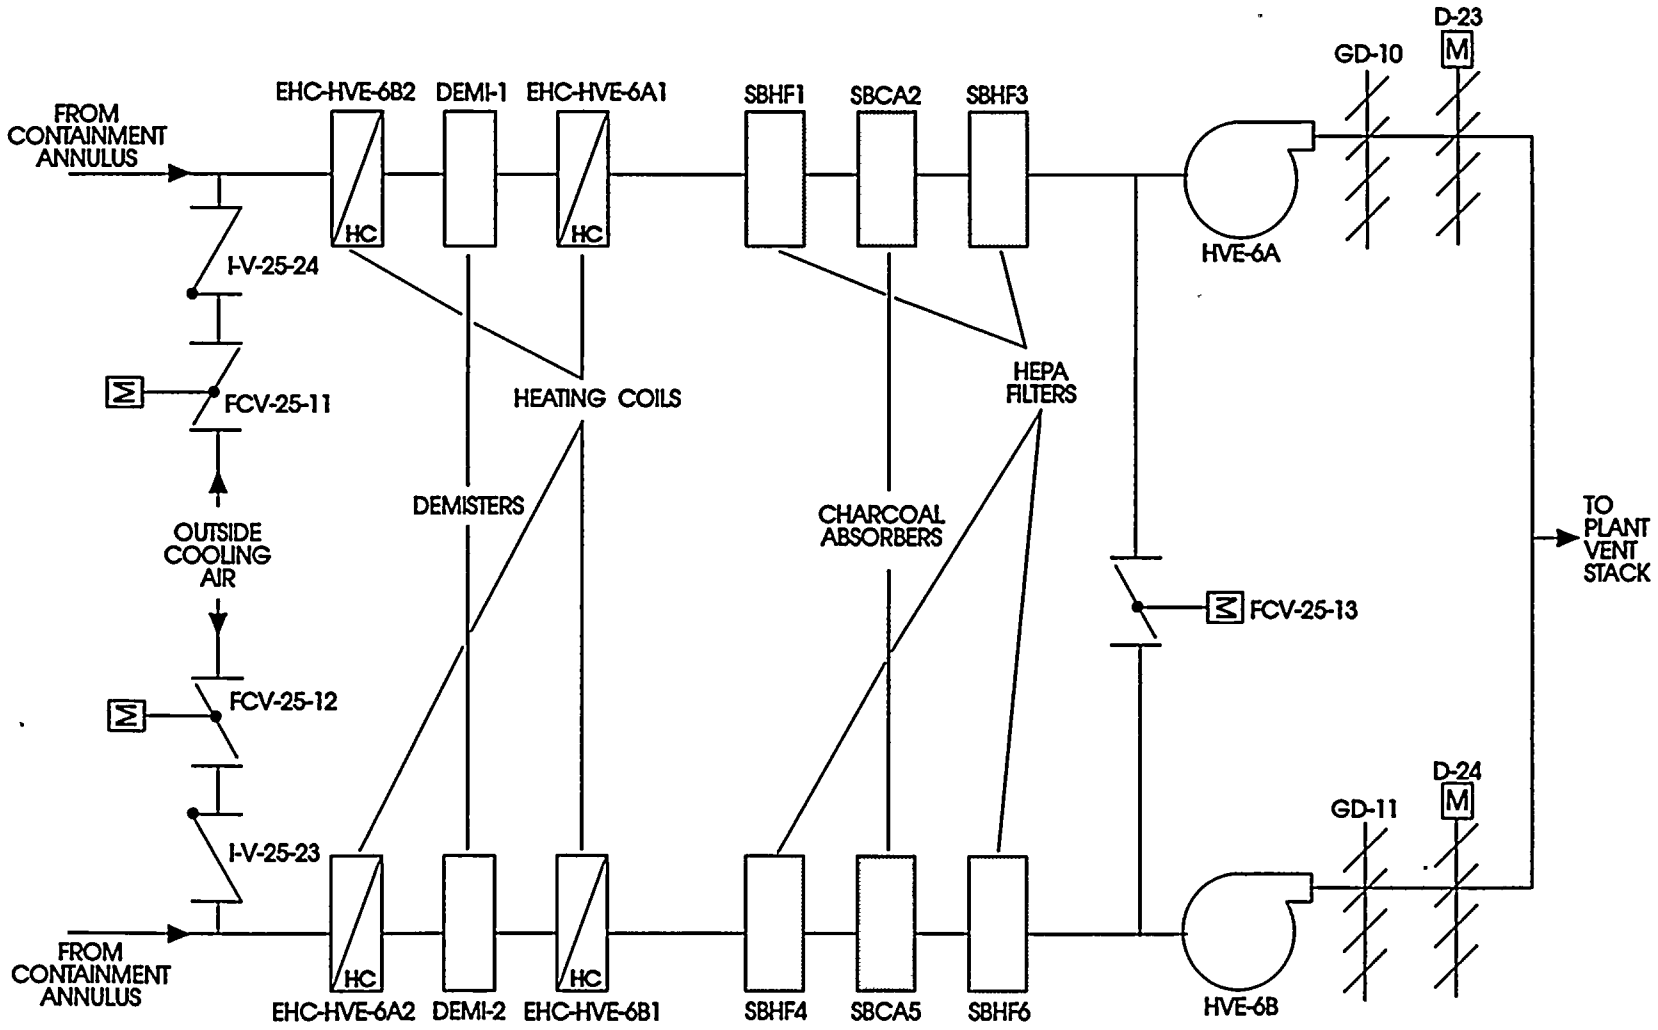 D-23
M
GD-10
EHC-HVE-6B2
DEMI-1
EHC-HVE-6A1
SBHF1
SBCA2
SBHF3
FROM
CONTAINMENT
ANNULUS
HC
HC
HVE-6A
I-V-25-24
M
FCV-25-11
HEATING COILS
HEPA
FILTERS
DEMISTERS
CHARCOAL
ABSORBERS
OUTSIDE
COOLING
AIR
TO
PLANT
VENT
STACK
M
FCV-25-13
M
FCV-25-12
I-V-25-23
D-24
M
GD-11
FROM
CONTAINMENT
ANNULUS
HC
HC
EHC-HVE-6A2
DEMI-2
EHC-HVE-6B1
SBHF4
SBCA5
SBHF6
HVE-6B